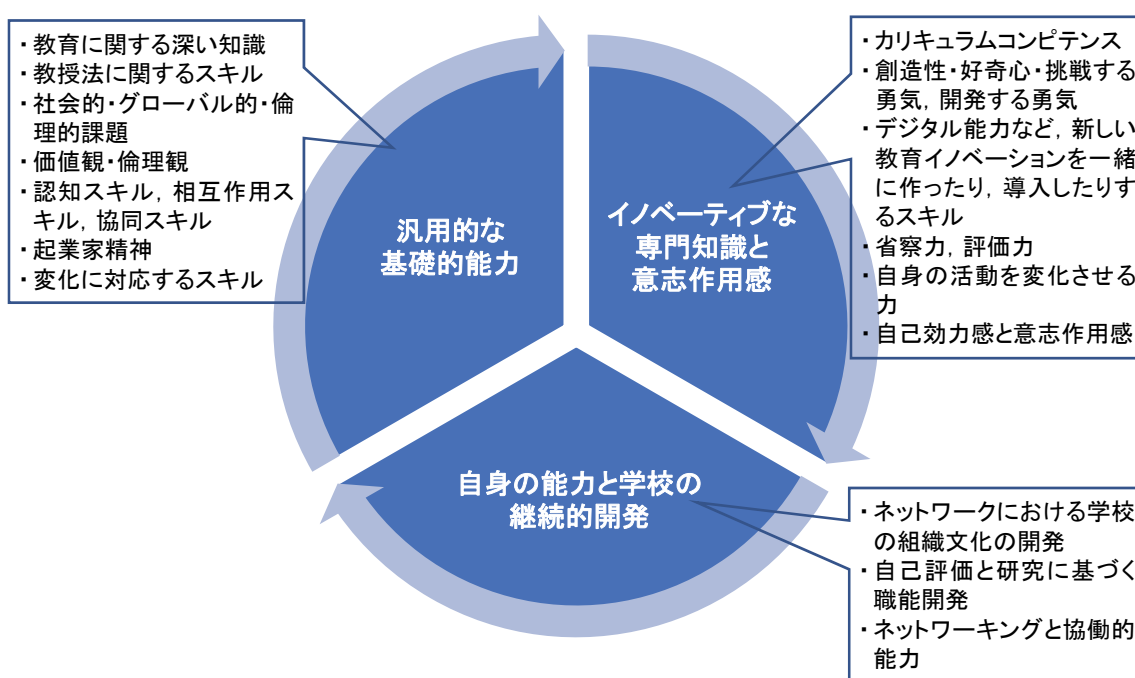 ・教育に関する深い知識
・教授法に関するスキル
・社会的・グローバル的・倫
理的課題
・価値観・倫理観
・認知スキル，相互作用ス
キル，協同スキル
・起業家精神
・変化に対応するスキル
汎用的な
基礎的能力
イノベーティブな
専門知識と
意志作用感
・カリキュラムコンピテンス
・創造性・好奇心・挑戦する
勇気，開発する勇気
・デジタル能力など，新しい
教育イノベーションを一緒
に作ったり，導入したりす
るスキル
・省察力，評価力
・自身の活動を変化させる
力
・自己効力感と意志作用感
自身の能力と学校の
継続的開発
・ネットワークにおける学校
の組織文化の開発
・自己評価と研究に基づく
職能開発
・ネットワーキングと協働的
能力